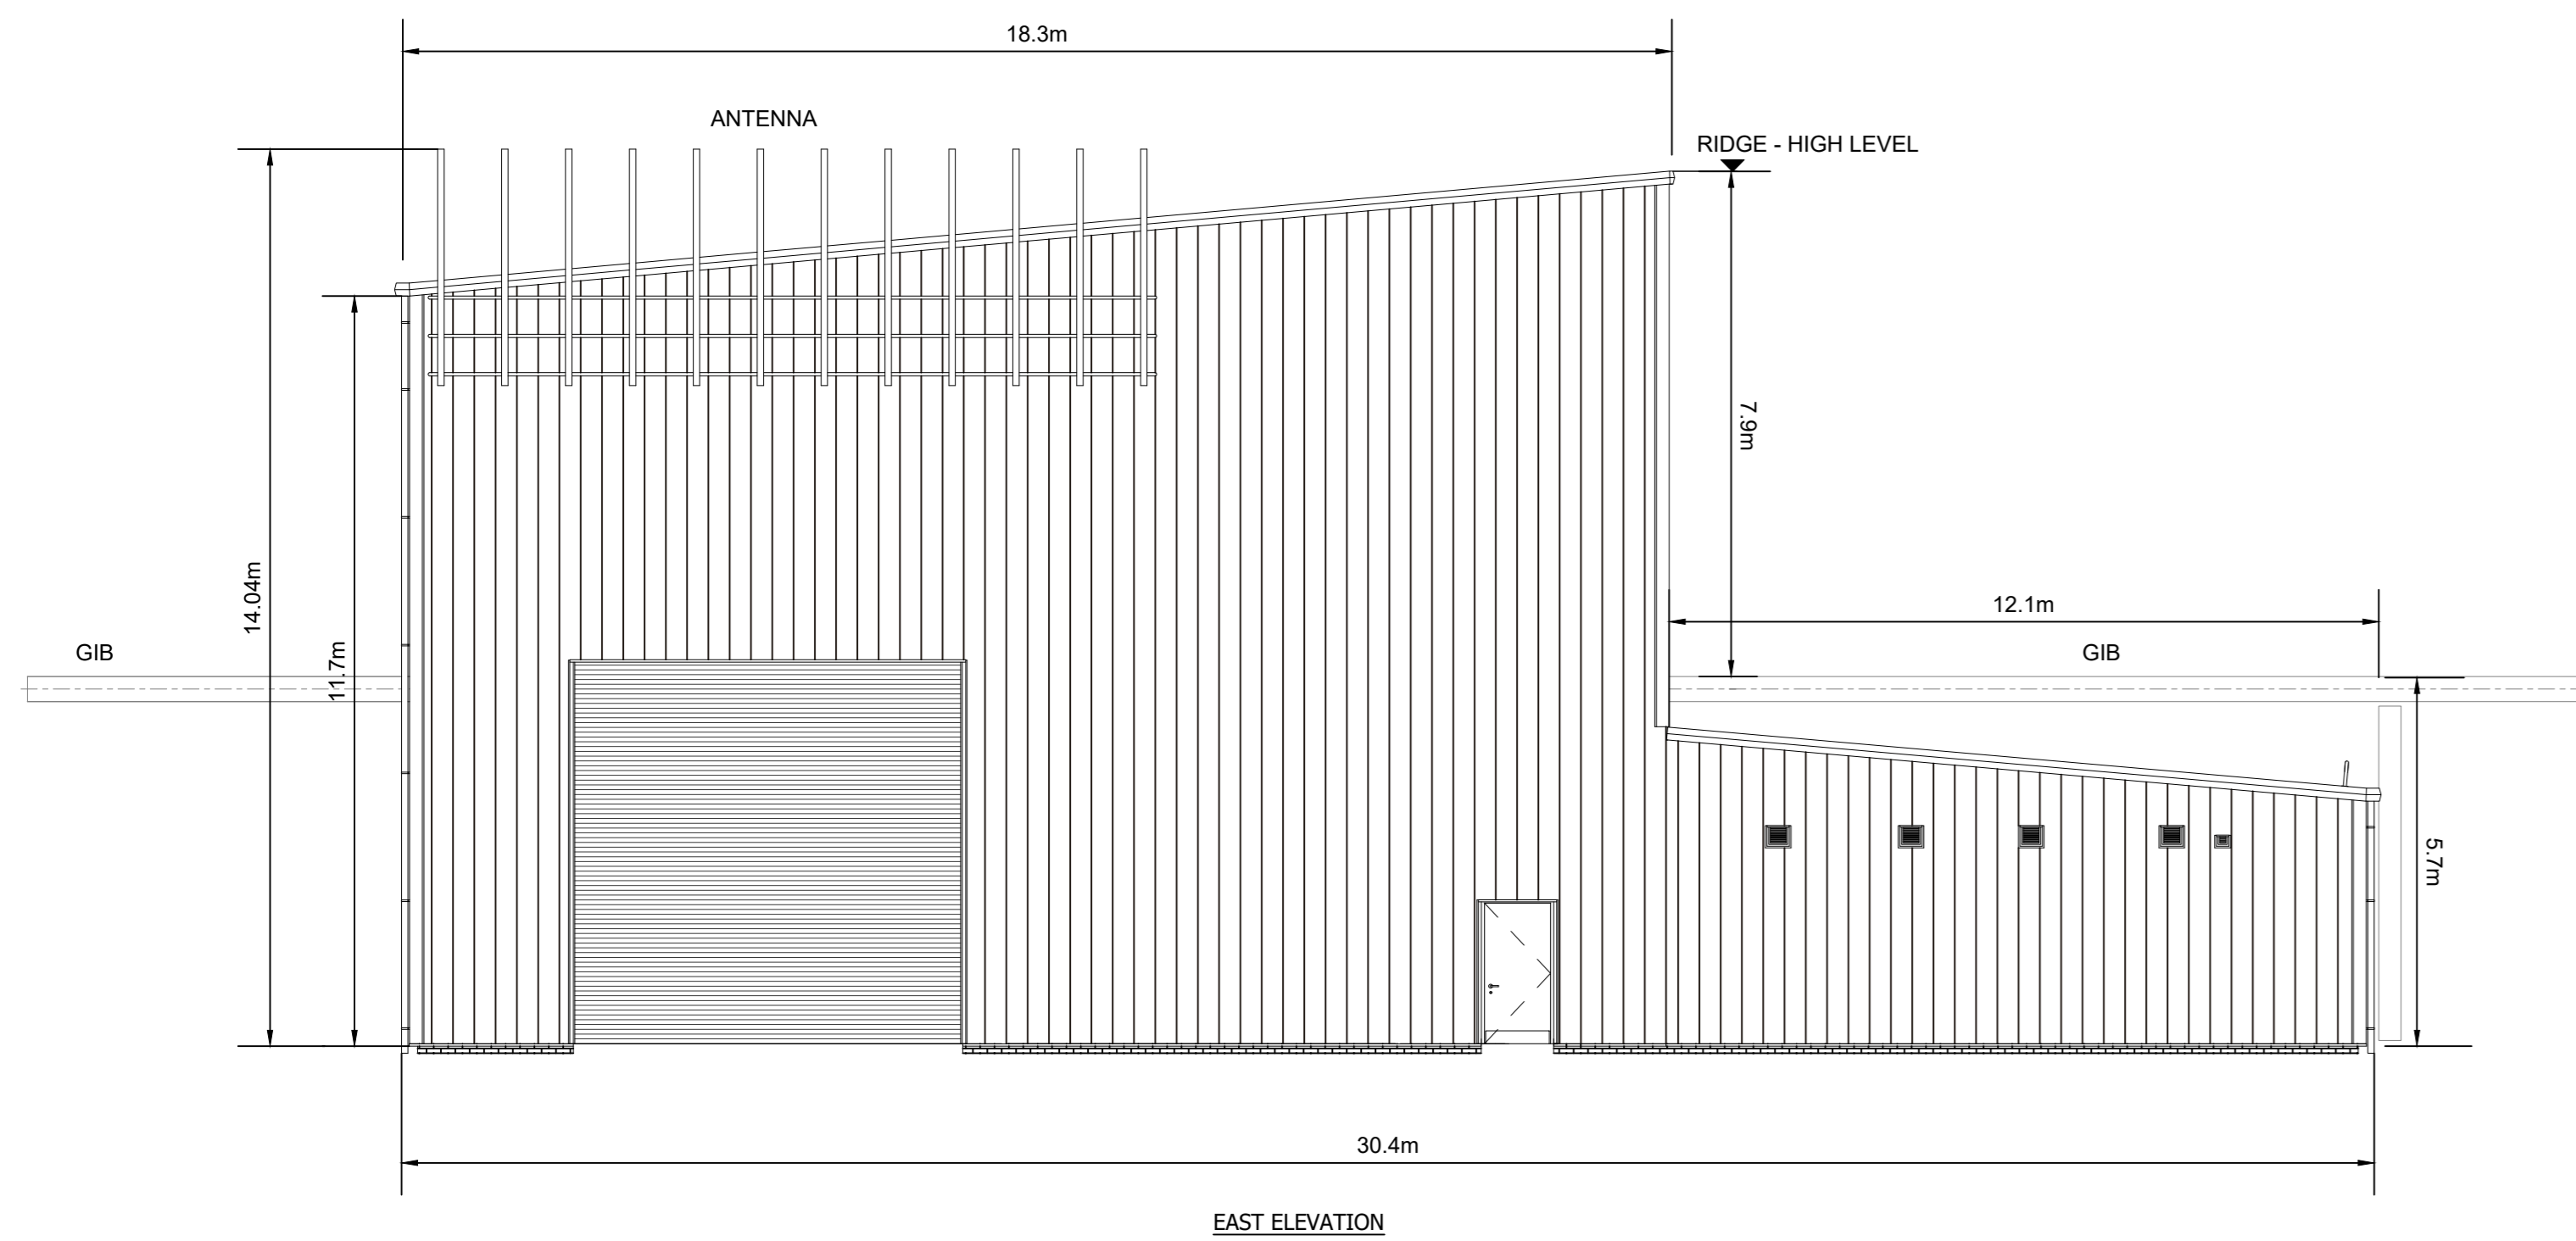 18.3m
ANTENNA
RIDGE - HIGH LEVEL
7.9m
14.04m
12.1m
GIB
11.7m
GIB
5.7m
30.4m
EAST ELEVATION